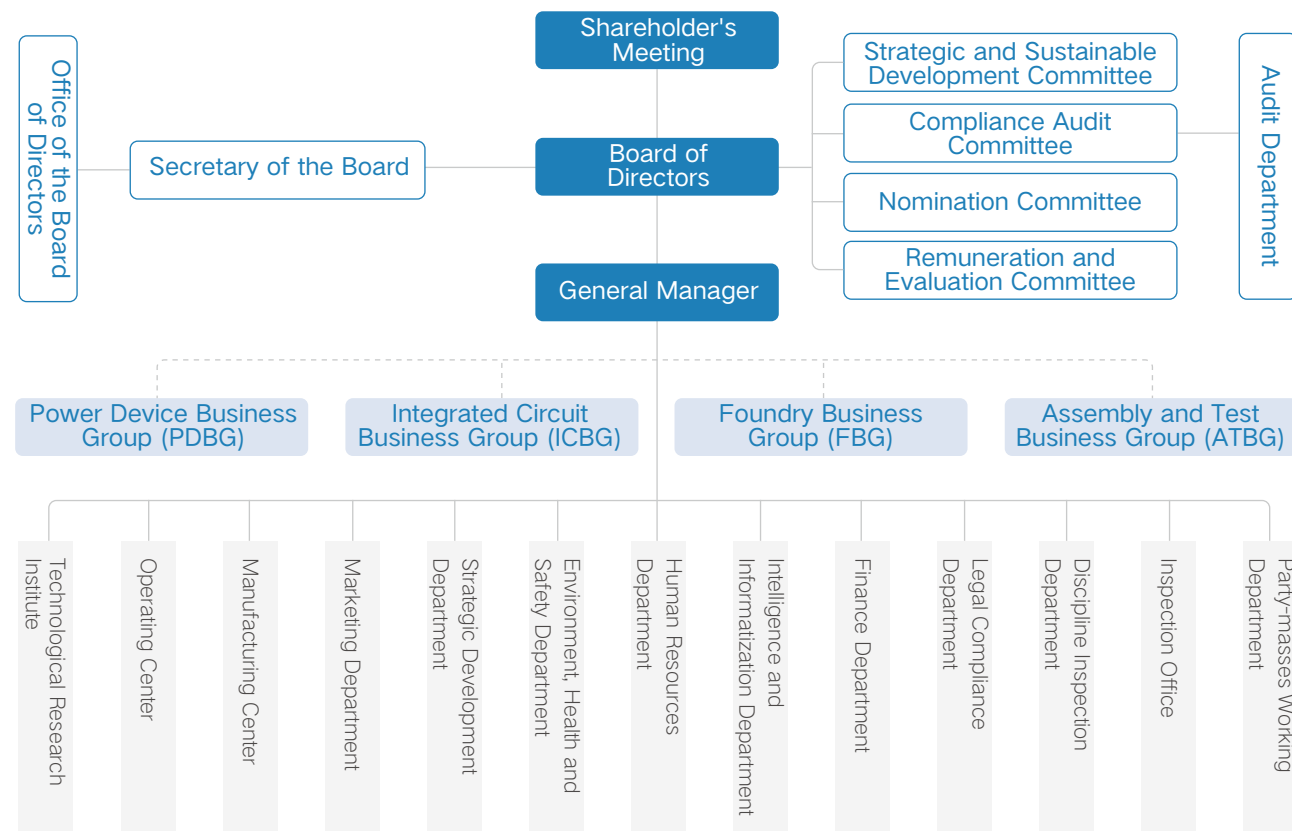 Shareholder's
Meeting
Office of the Board
of Directors
Secretary of the Board
Board of
Directors
Strategic and Sustainable
Development Committee
Compliance Audit
Committee
Nomination Committee
Remuneration and
Evaluation Committee
Audit Department
General Manager
Power Device Business
Group (PDBG)
Integrated Circuit
Business Group (ICBG)
Foundry Business
Group (FBG)
Assembly and Test
Business Group (ATBG)
Technological Research
Institute
Operating Center
Manufacturing Center
Marketing Department
Strategic Development
Department
Environment, Health and
Safety Department
Human Resources
Department
Intelligence and
Informatization Department
Finance Department
Legal Compliance
Department
Discipline Inspection
Department
Inspection Office
Party-masses Working
Department